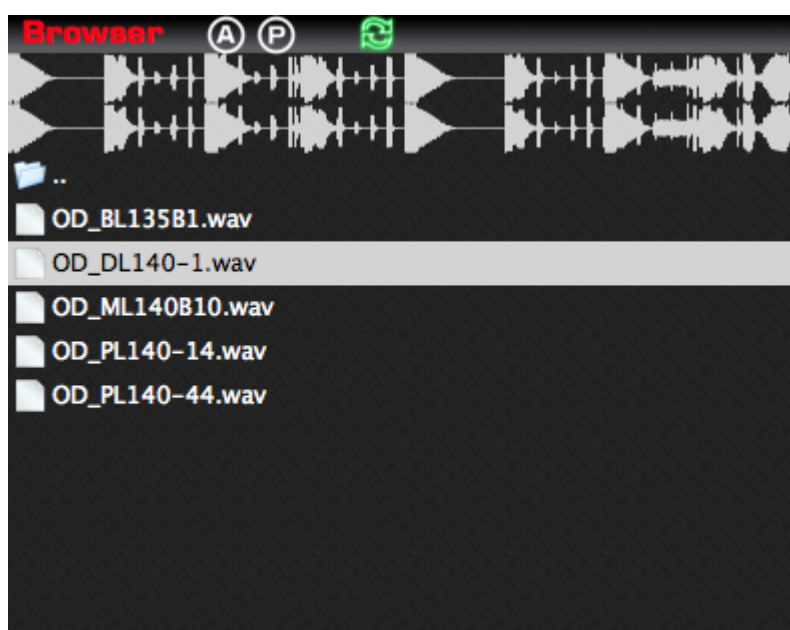 Browser A P
..
OD_BL135B1.wav
OD_DL140-1.wav
OD_ML140B10.wav
OD_PL140-14.wav
OD_PL140-44.wav